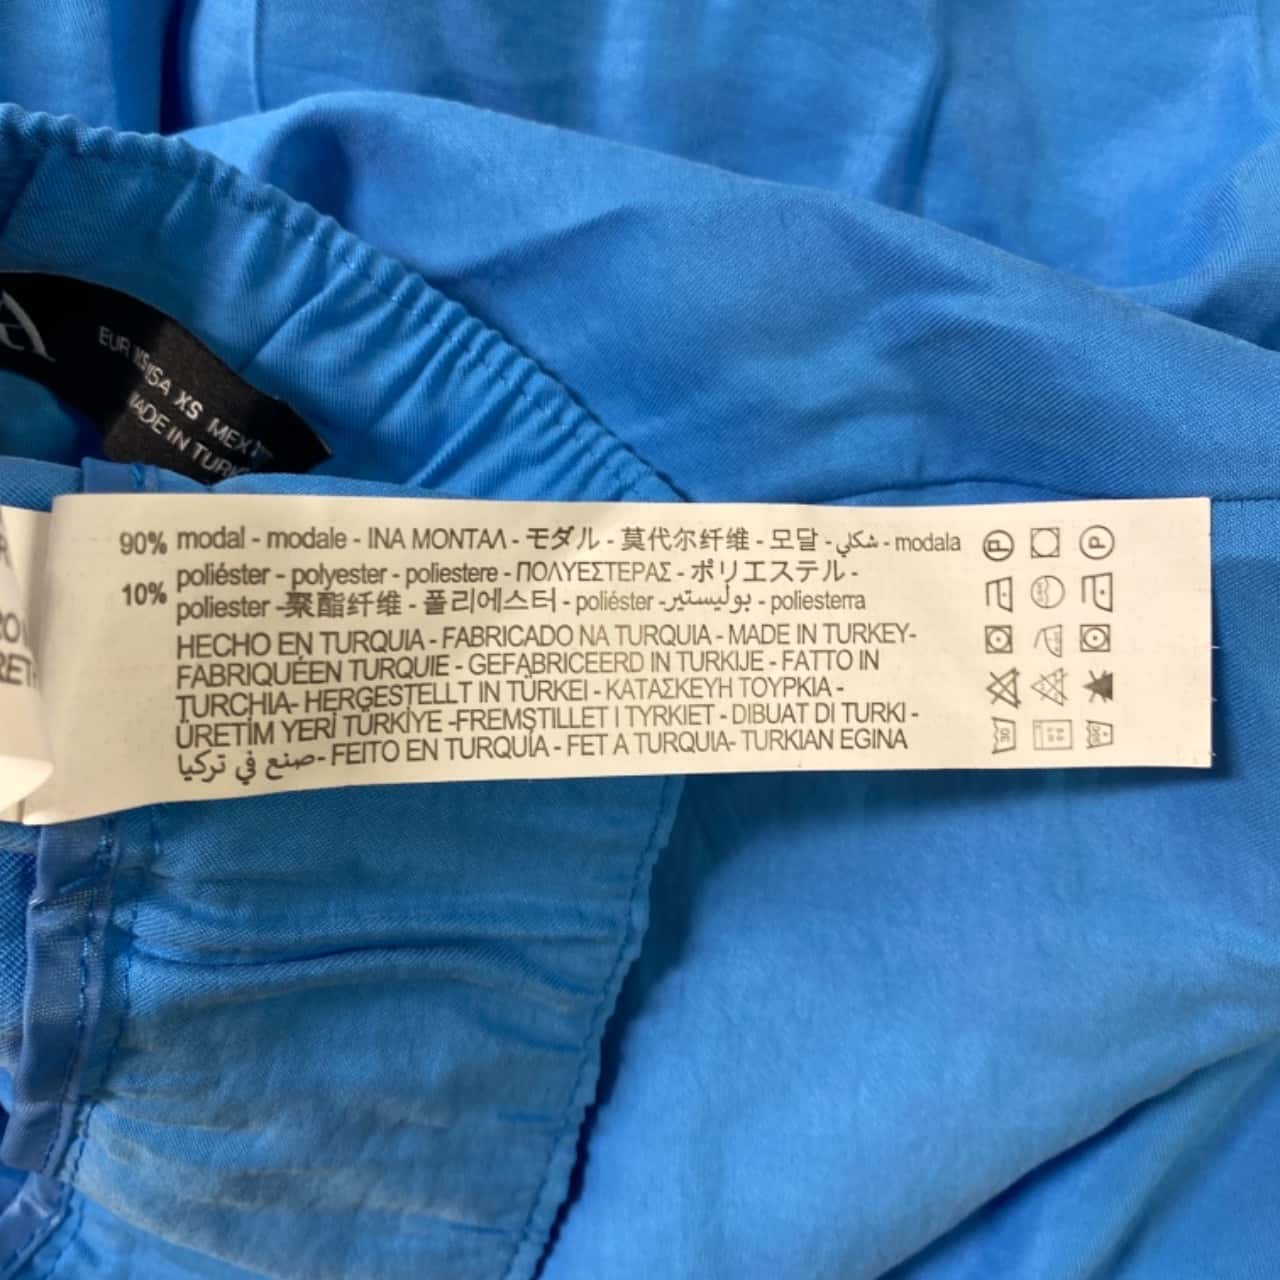 A
EUR XS USA XS MEX
MADE IN
90% modal - modale - ΙΝΑ ΜΟΝΤΑΛ - モダル - 莫代尔纤维 - 모달 - شكلي - modala
10% poliéster - polyester - poliestere - ΠΟΛΥΕΣΤΕΡΑΣ - ポリエステル -
poliester -聚酯纤维 - 폴리에스터 - poliéster -بوليستير - poliesterra
HECHO EN TURQUIA - FABRICADO NA TURQUIA - MADE IN TURKEY-
FABRIQUÉEN TURQUIE - GEFABRICEERD IN TURKIJE - FATTO IN
TURCHIA- HERGESTELLT IN TÜRKEI - ΚΑΤΑΣΚΕΥΗ ΤΟΥΡΚΙΑ -
ÜRETİM YERİ TÜRKİYE -FREMSTILLET I TYRKIET - DIBUAT DI TURKI -
صنع في تركيا - FEITO EN TURQUÍA - FET A TURQUIA- TURKIAN EGINA
P P
30